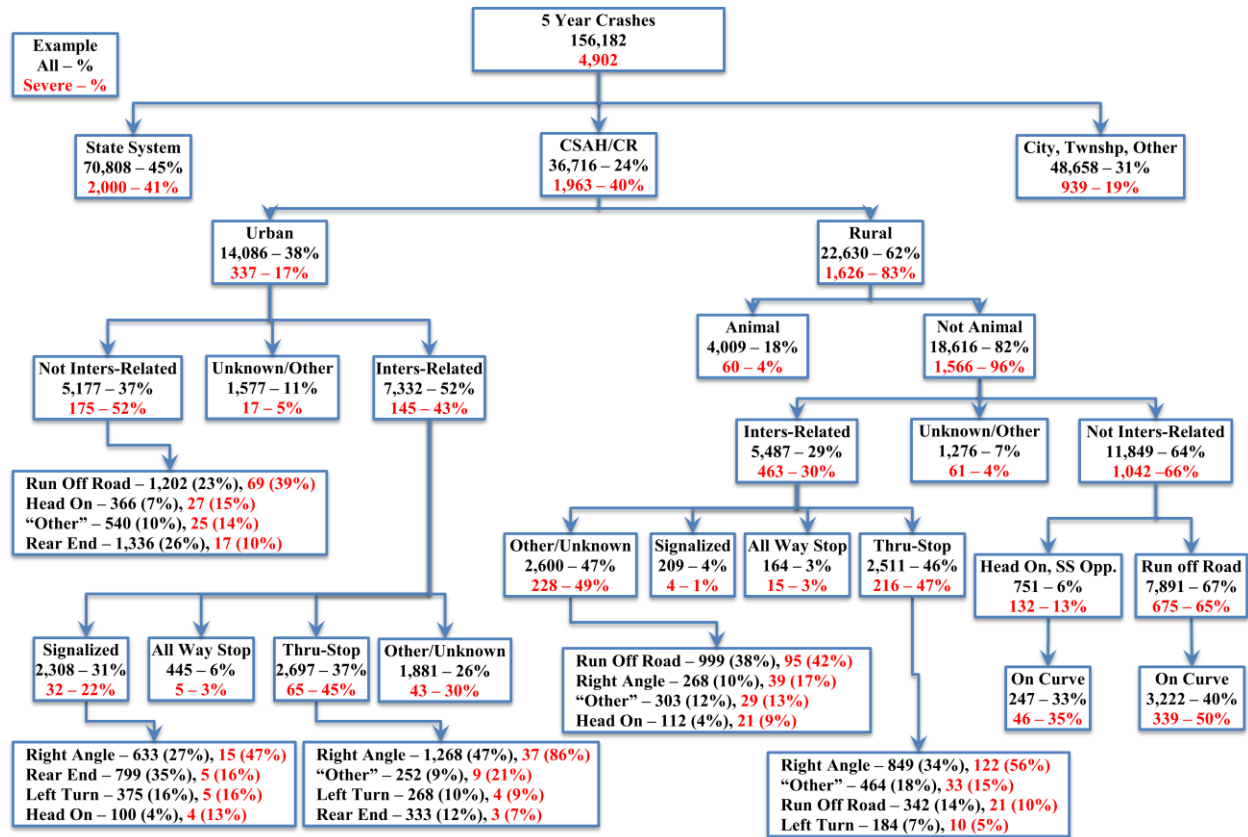 5 Year Crashes
156,182
4,902
Example
All – %
Severe – %
State System
70,808 – 45%
2,000 – 41%
CSAH/CR
36,716 – 24%
1,963 – 40%
City, Twnshp, Other
48,658 – 31%
939 – 19%
Urban
14,086 – 38%
337 – 17%
Rural
22,630 – 62%
1,626 – 83%
Animal
4,009 – 18%
60 – 4%
Not Animal
18,616 – 82%
1,566 – 96%
Not Inters-Related
5,177 – 37%
175 – 52%
Unknown/Other
1,577 – 11%
17 – 5%
Inters-Related
7,332 – 52%
145 – 43%
Inters-Related
5,487 – 29%
463 – 30%
Unknown/Other
1,276 – 7%
61 – 4%
Not Inters-Related
11,849 – 64%
1,042 –66%
Run Off Road – 1,202 (23%), 69 (39%)
Head On – 366 (7%), 27 (15%)
“Other” – 540 (10%), 25 (14%)
Rear End – 1,336 (26%), 17 (10%)
Other/Unknown
2,600 – 47%
228 – 49%
Signalized
209 – 4%
4 – 1%
All Way Stop
164 – 3%
15 – 3%
Thru-Stop
2,511 – 46%
216 – 47%
Head On, SS Opp.
751 – 6%
132 – 13%
Run off Road
7,891 – 67%
675 – 65%
Signalized
2,308 – 31%
32 – 22%
All Way Stop
445 – 6%
5 – 3%
Thru-Stop
2,697 – 37%
65 – 45%
Other/Unknown
1,881 – 26%
43 – 30%
Run Off Road – 999 (38%), 95 (42%)
Right Angle – 268 (10%), 39 (17%)
“Other” – 303 (12%), 29 (13%)
Head On – 112 (4%), 21 (9%)
On Curve
247 – 33%
46 – 35%
On Curve
3,222 – 40%
339 – 50%
Right Angle – 633 (27%), 15 (47%)
Rear End – 799 (35%), 5 (16%)
Left Turn – 375 (16%), 5 (16%)
Head On – 100 (4%), 4 (13%)
Right Angle – 1,268 (47%), 37 (86%)
“Other” – 252 (9%), 9 (21%)
Left Turn – 268 (10%), 4 (9%)
Rear End – 333 (12%), 3 (7%)
Right Angle – 849 (34%), 122 (56%)
“Other” – 464 (18%), 33 (15%)
Run Off Road – 342 (14%), 21 (10%)
Left Turn – 184 (7%), 10 (5%)